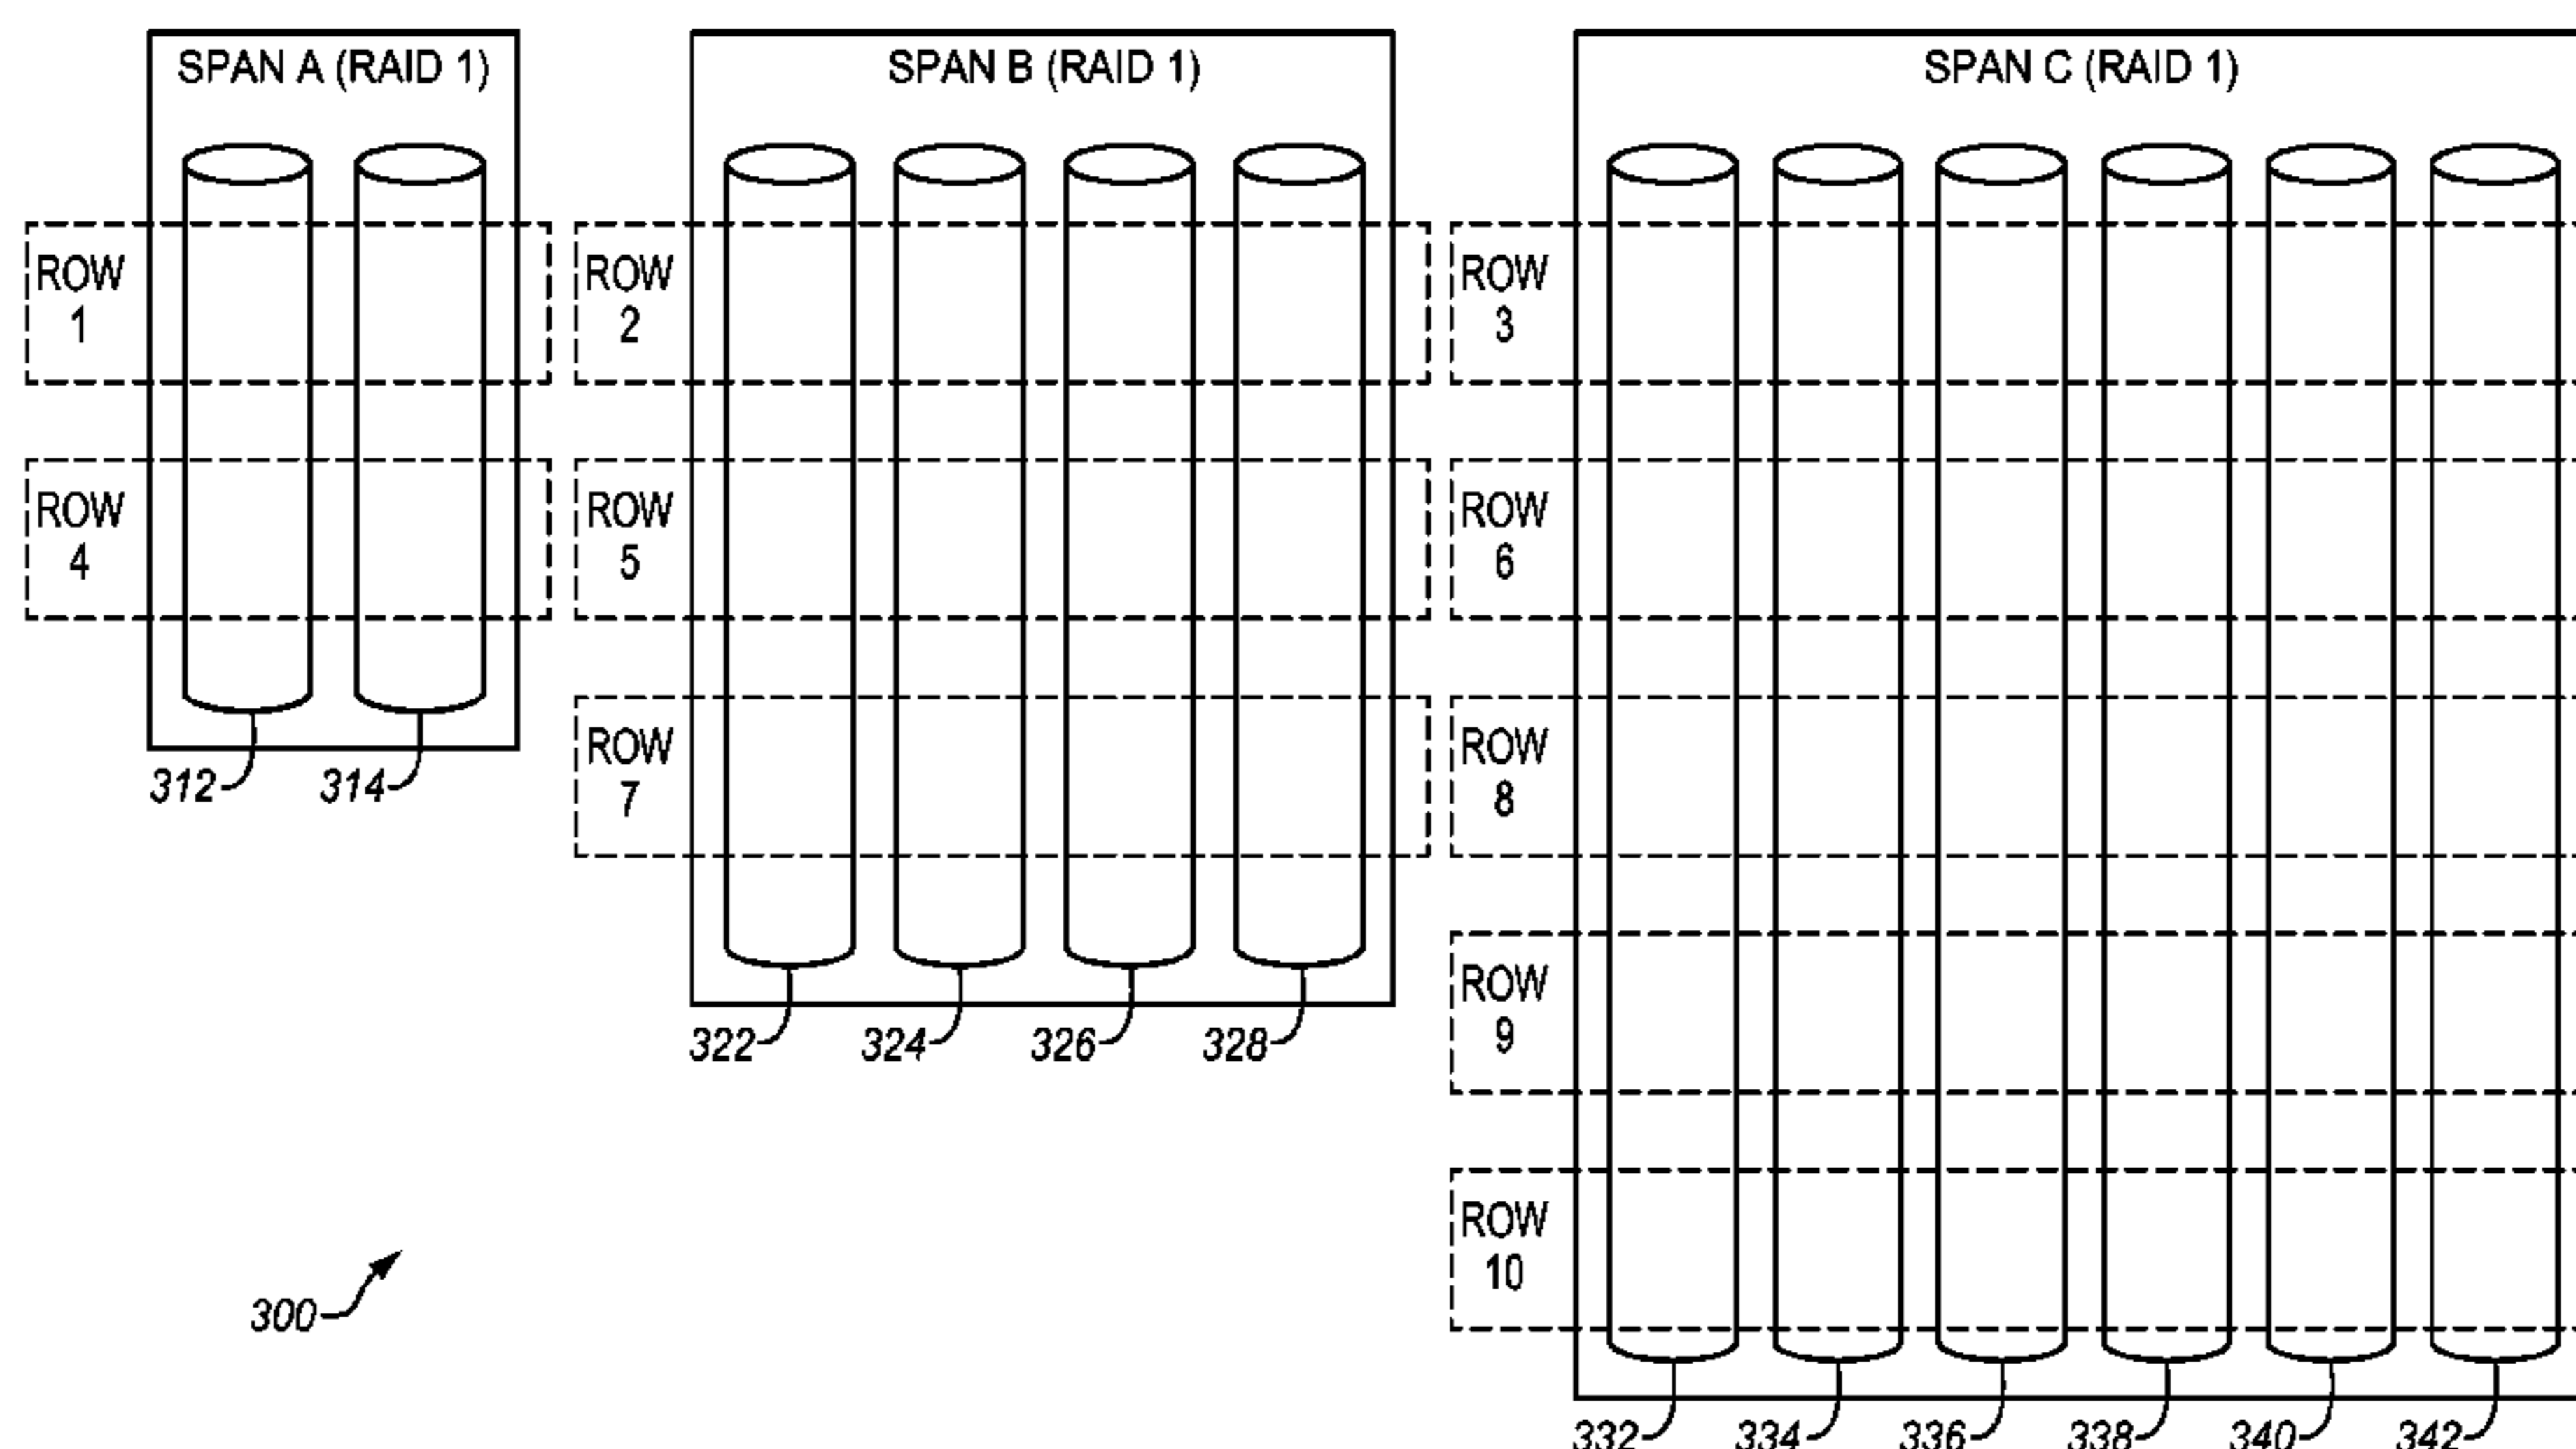 SPAN A (RAID 1)
SPAN B (RAID 1)
SPAN C (RAID 1)
ROW
1
ROW
2
ROW
3
ROW
4
ROW
5
ROW
6
ROW
7
ROW
8
312
314
ROW
9
322
324
326
328
ROW
10
300
332
334
336
338
340
342